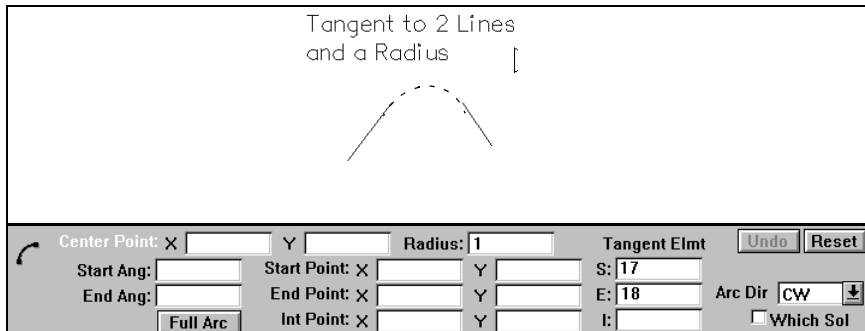 Tangent to 2 Lines
and a Radius
Center Point: X Y Radius: 1 Tangent Elmt Undo Reset
Start Ang: Start Point: X Y S: 17
End Ang: End Point: X Y E: 18 Arc Dir CW
Full Arc Int Point: X Y I: Which Sol